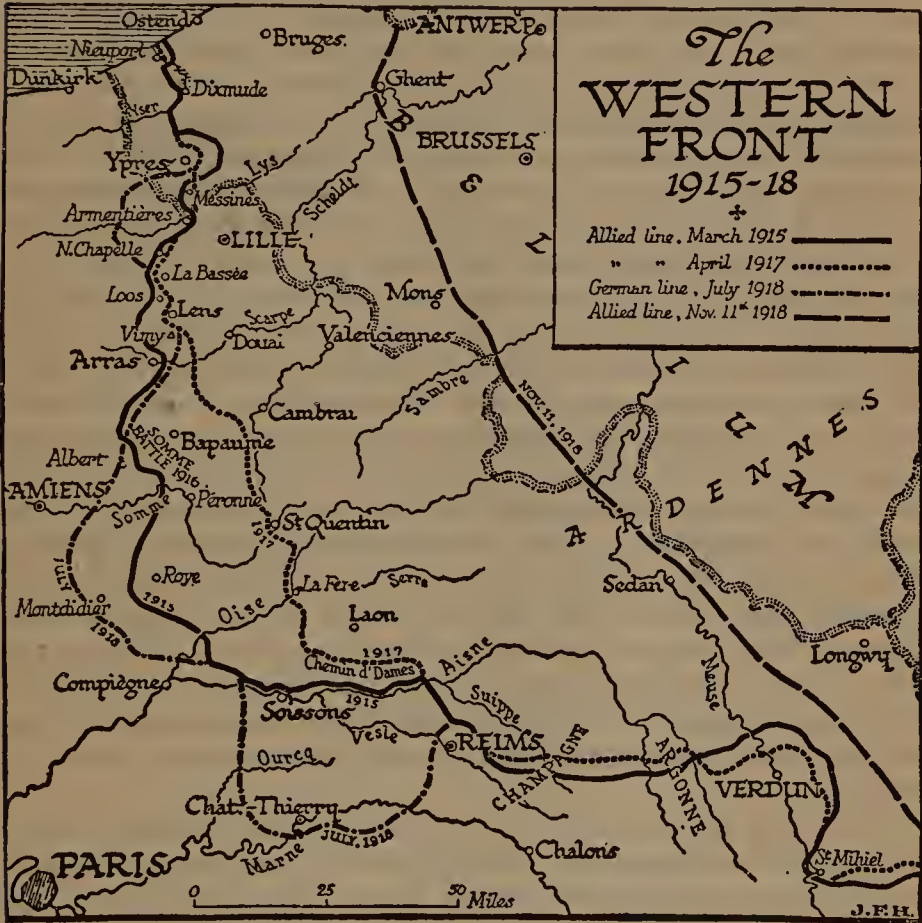 The
WESTERN
FRONT
1915-18
Allied line, March 1915
„ „ April 1917
German line, July 1918
Allied line, Nov. 11th 1918
Ostend
Bruges.
ANTWERP
Nieuport
Dunkirk
Dixmude
Ghent
Yser
BRUSSELS
Ypres
Lys
Scheldt
Messines
Armentières
LILLE
N. Chapelle
La Bassée
Mong
Loos
Lens
Scarpe
Vimy
Douai
Valenciennes
Arras
Sambre
Cambrai
NOV. 11, 1918
BELGIUM
SOMME
BATTLE 1916
Bapaume
Albert
ARDENNES
AMIENS
Somme
Péronne
St Quentin
1917
JULY
1918
Roye
La Fère
Serre
Sedan
1915
Oise
Montdidier
Laon
Longwy
1917
Chemin d'Dames
Aisne
Meuse
Compiègne
1915
Soissons
Suippe
Vesle
REIMS
CHAMPAGNE
ARGONNE
VERDUN
Ourcq
Chat.-Thierry
JULY. 1918
Marne
Chalons
St Mihiel
PARIS
0 25 50 Miles
J.F.H.